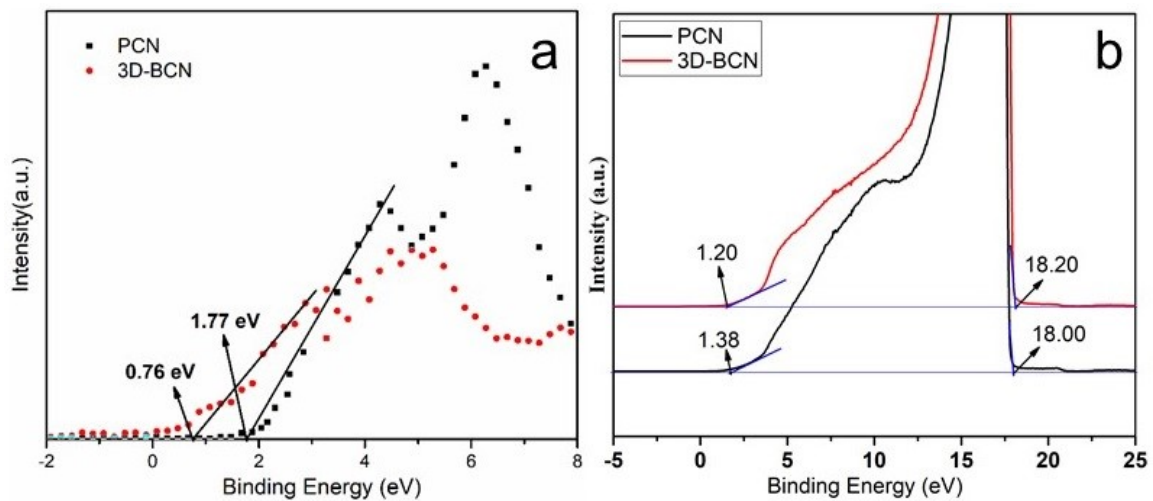 a
PCN
3D-BCN
1.77 eV
0.76 eV
Intensity(a.u.)
-2 0 2 4 6 8
Binding Energy (eV)
b
PCN
3D-BCN
1.20
18.20
1.38
18.00
Intensity (a.u.)
-5 0 5 10 15 20 25
Binding Energy (eV)